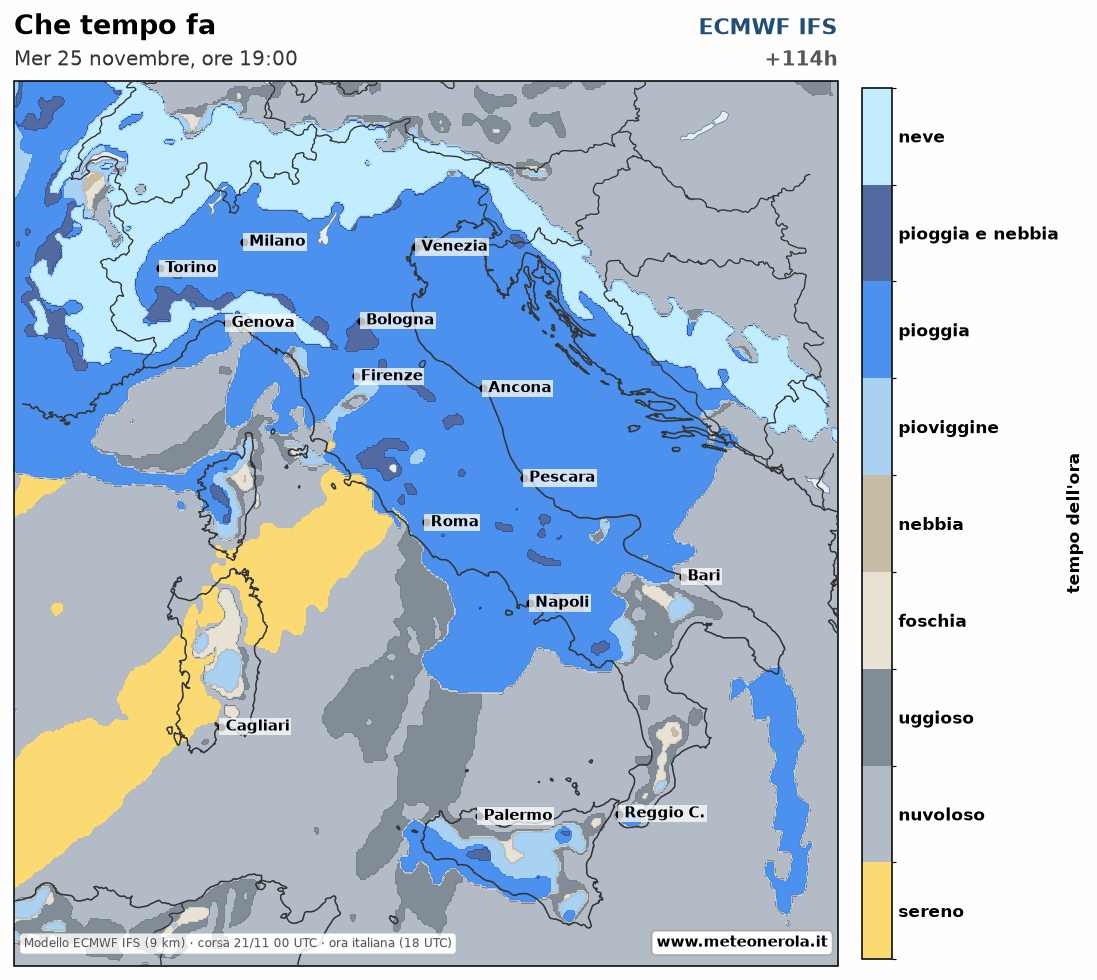 Che tempo fa
ECMWF IFS
Mer 25 novembre, ore 19:00
+114h
neve
pioggia e nebbia
pioggia
pioviggine
nebbia
foschia
uggioso
nuvoloso
sereno
tempo dell'ora
Milano
Venezia
Torino
Genova
Bologna
Firenze
Ancona
Pescara
Roma
Bari
Napoli
Cagliari
Palermo
Reggio C.
Modello ECMWF IFS (9 km) · corsa 21/11 00 UTC · ora italiana (18 UTC)
www.meteonerola.it